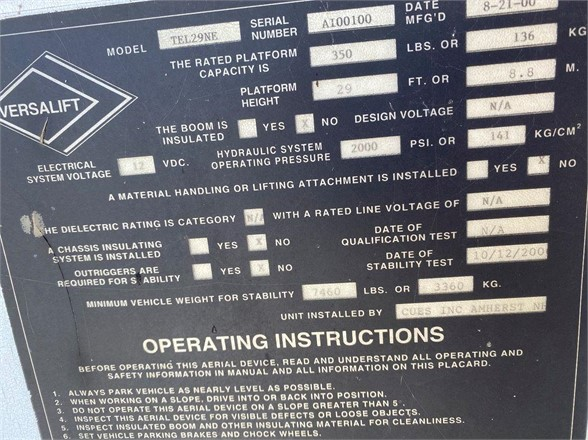 VERSALIFT
MODEL TEL29NE SERIAL NUMBER AI00100 DATE MFG'D 8-21-00
THE RATED PLATFORM CAPACITY IS 350 LBS. OR 136 KG
PLATFORM HEIGHT 29 FT. OR 8.8 M.
THE BOOM IS INSULATED YES X NO DESIGN VOLTAGE N/A
ELECTRICAL SYSTEM VOLTAGE 12 VDC. HYDRAULIC SYSTEM OPERATING PRESSURE 2000 PSI. OR 141 KG/CM2
A MATERIAL HANDLING OR LIFTING ATTACHMENT IS INSTALLED YES X NO
THE DIELECTRIC RATING IS CATEGORY N/A WITH A RATED LINE VOLTAGE OF N/A
A CHASSIS INSULATING SYSTEM IS INSTALLED YES X NO DATE OF QUALIFICATION TEST N/A
OUTRIGGERS ARE REQUIRED FOR STABILITY YES X NO DATE OF STABILITY TEST 10/12/200
MINIMUM VEHICLE WEIGHT FOR STABILITY 7460 LBS. OR 3360 KG.
UNIT INSTALLED BY CUES INC AMHERST NH
OPERATING INSTRUCTIONS
BEFORE OPERATING THIS AERIAL DEVICE, READ AND UNDERSTAND ALL OPERATING AND
SAFETY INFORMATION IN MANUAL AND ALL INFORMATION ON THIS PLACARD.
1. ALWAYS PARK VEHICLE AS NEARLY LEVEL AS POSSIBLE.
2. WHEN WORKING ON A SLOPE, DRIVE INTO OR BACK INTO POSITION.
3. DO NOT OPERATE THIS AERIAL DEVICE ON A SLOPE GREATER THAN 5°.
4. INSPECT THIS AERIAL DEVICE FOR VISIBLE DEFECTS OR LOOSE OBJECTS.
5. INSPECT INSULATED BOOM AND OTHER INSULATING MATERIAL FOR CLEANLINESS.
6. SET VEHICLE PARKING BRAKES AND CHOCK WHEELS.